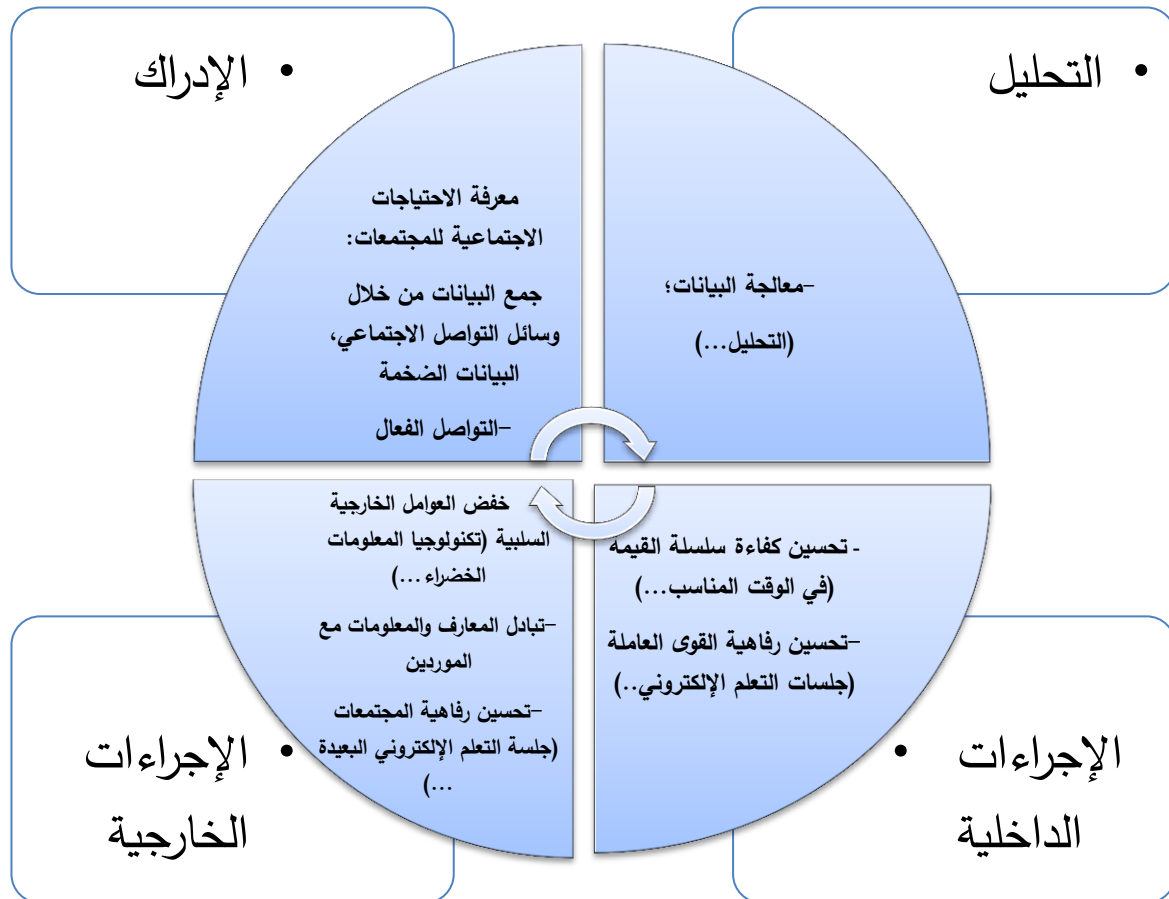 • التحليل
-معالجة البيانات؛
(التحليل...)
• الإدراك
معرفة الاحتياجات
الاجتماعية للمجتمعات:
جمع البيانات من خلال
وسائل التواصل الاجتماعي،
البيانات الضخمة
-التواصل الفعال
- تحسين كفاءة سلسلة القيمة
(في الوقت المناسب...)
-تحسين رفاهية القوى العاملة
(جلسات التعلم الإلكتروني..)
• الإجراءات
الداخلية
خفض العوامل الخارجية
السلبية (تكنولوجيا المعلومات
الخضراء ...)
-تبادل المعارف والمعلومات مع
الموردين
-تحسين رفاهية المجتمعات
(جلسة التعلم الإلكتروني البعيدة
...)
• الإجراءات
الخارجية